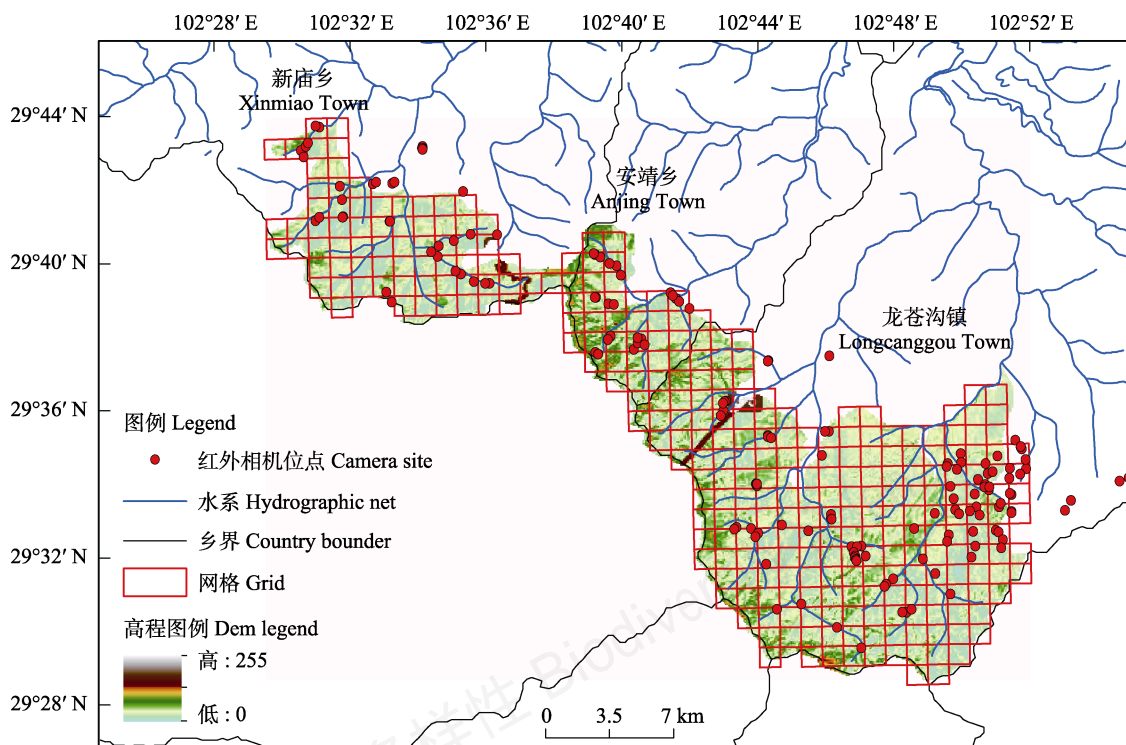 102°28′ E 102°32′ E 102°36′ E 102°40′ E 102°44′ E 102°48′ E 102°52′ E
新庙乡
Xinmiao Town
29°44′ N
安靖乡
Anjing Town
29°40′ N
龙苍沟镇
Longcanggou Town
29°36′ N
图例 Legend
红外相机位点 Camera site
水系 Hydrographic net
乡界 Country bounder
29°32′ N
网格 Grid
高程图例 Dem legend
高 : 255
低 : 0
29°28′ N
0 3.5 7 km
样性 Biodiver